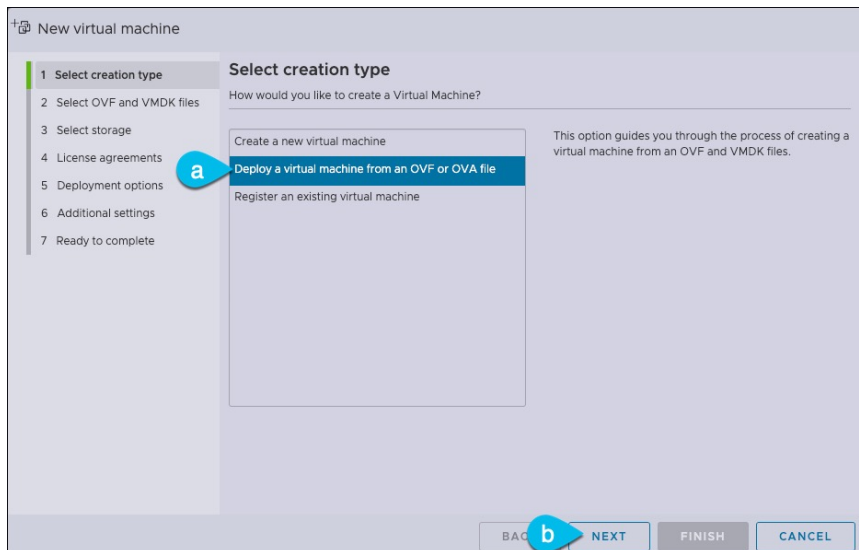 New virtual machine
1 Select creation type
2 Select OVF and VMDK files
3 Select storage
4 License agreements
5 Deployment options
6 Additional settings
7 Ready to complete
Select creation type
How would you like to create a Virtual Machine?
Create a new virtual machine
a
Deploy a virtual machine from an OVF or OVA file
Register an existing virtual machine
This option guides you through the process of creating a
virtual machine from an OVF and VMDK files.
b
NEXT
FINISH
CANCEL